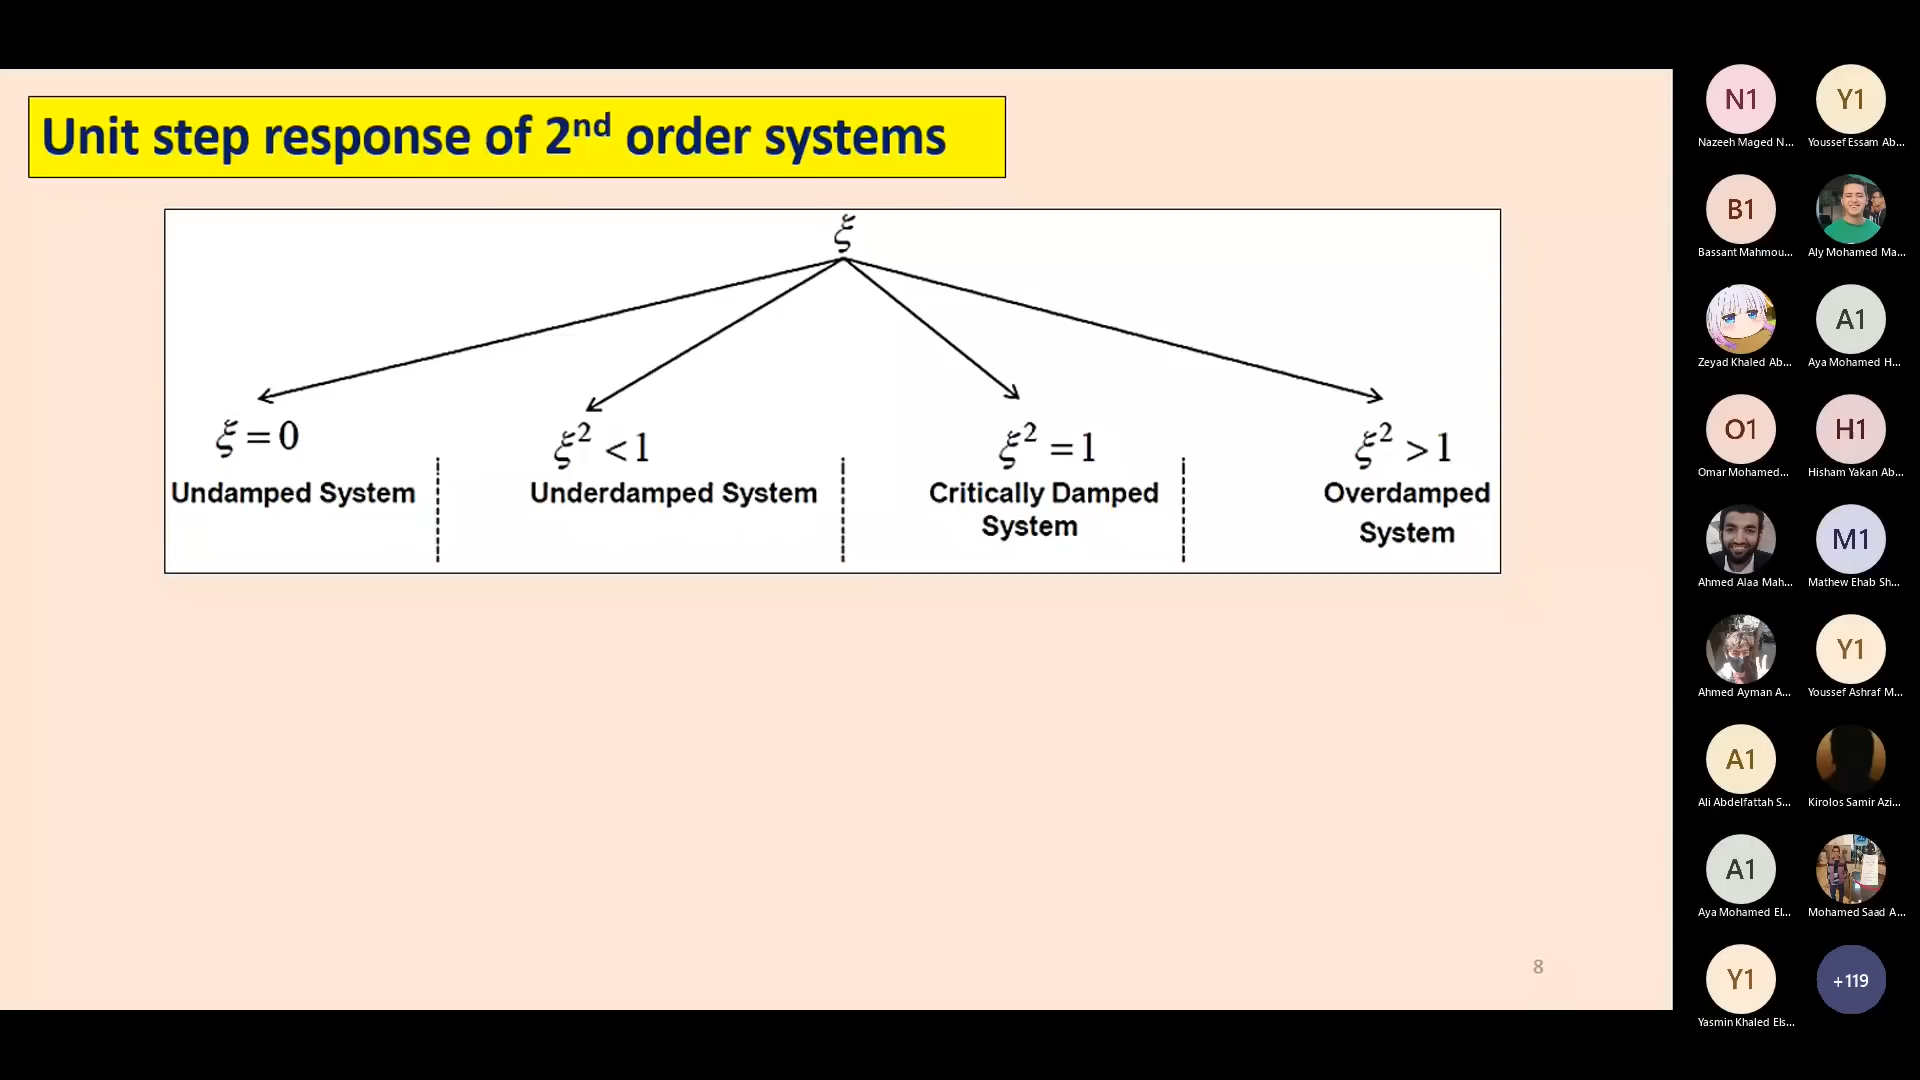 Unit step response of 2nd order systems
ξ
ξ = 0
ξ² < 1
ξ² = 1
ξ² > 1
Undamped System
Underdamped System
Critically Damped
System
Overdamped
System
8
N1
Y1
Nazeeh Maged N...
Youssef Essam Ab...
B1
Bassant Mahmou...
Aly Mohamed Ma...
A1
Zeyad Khaled Ab...
Aya Mohamed H...
O1
H1
Omar Mohamed...
Hisham Yakan Ab...
M1
Ahmed Alaa Mah...
Mathew Ehab Sh...
Y1
Ahmed Ayman A...
Youssef Ashraf M...
A1
Ali Abdelfattah S...
Kirolos Samir Azi...
A1
Aya Mohamed El...
Mohamed Saad A...
Y1
+119
Yasmin Khaled Els...